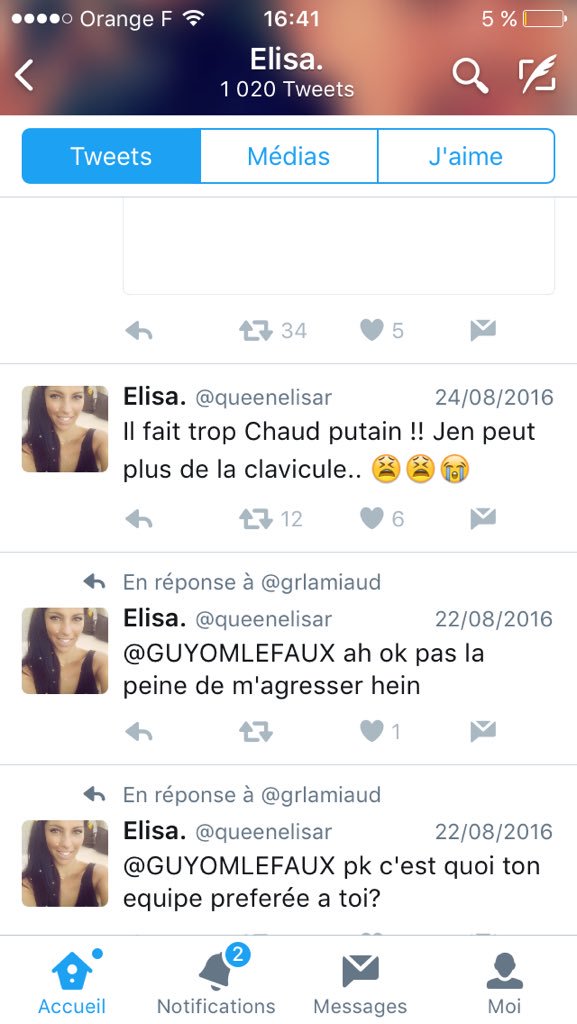 Orange F 16:41 5 %
Elisa.
1 020 Tweets
Tweets Médias J'aime
34 5
Elisa. @queenelisar 24/08/2016
Il fait trop Chaud putain !! Jen peut
plus de la clavicule.. 😫😫😭
12 6
En réponse à @grlamiaud
Elisa. @queenelisar 22/08/2016
@GUYOMLEFAUX ah ok pas la
peine de m'agresser hein
1
En réponse à @grlamiaud
Elisa. @queenelisar 22/08/2016
@GUYOMLEFAUX pk c'est quoi ton
equipe preferée a toi?
2
Accueil Notifications Messages Moi